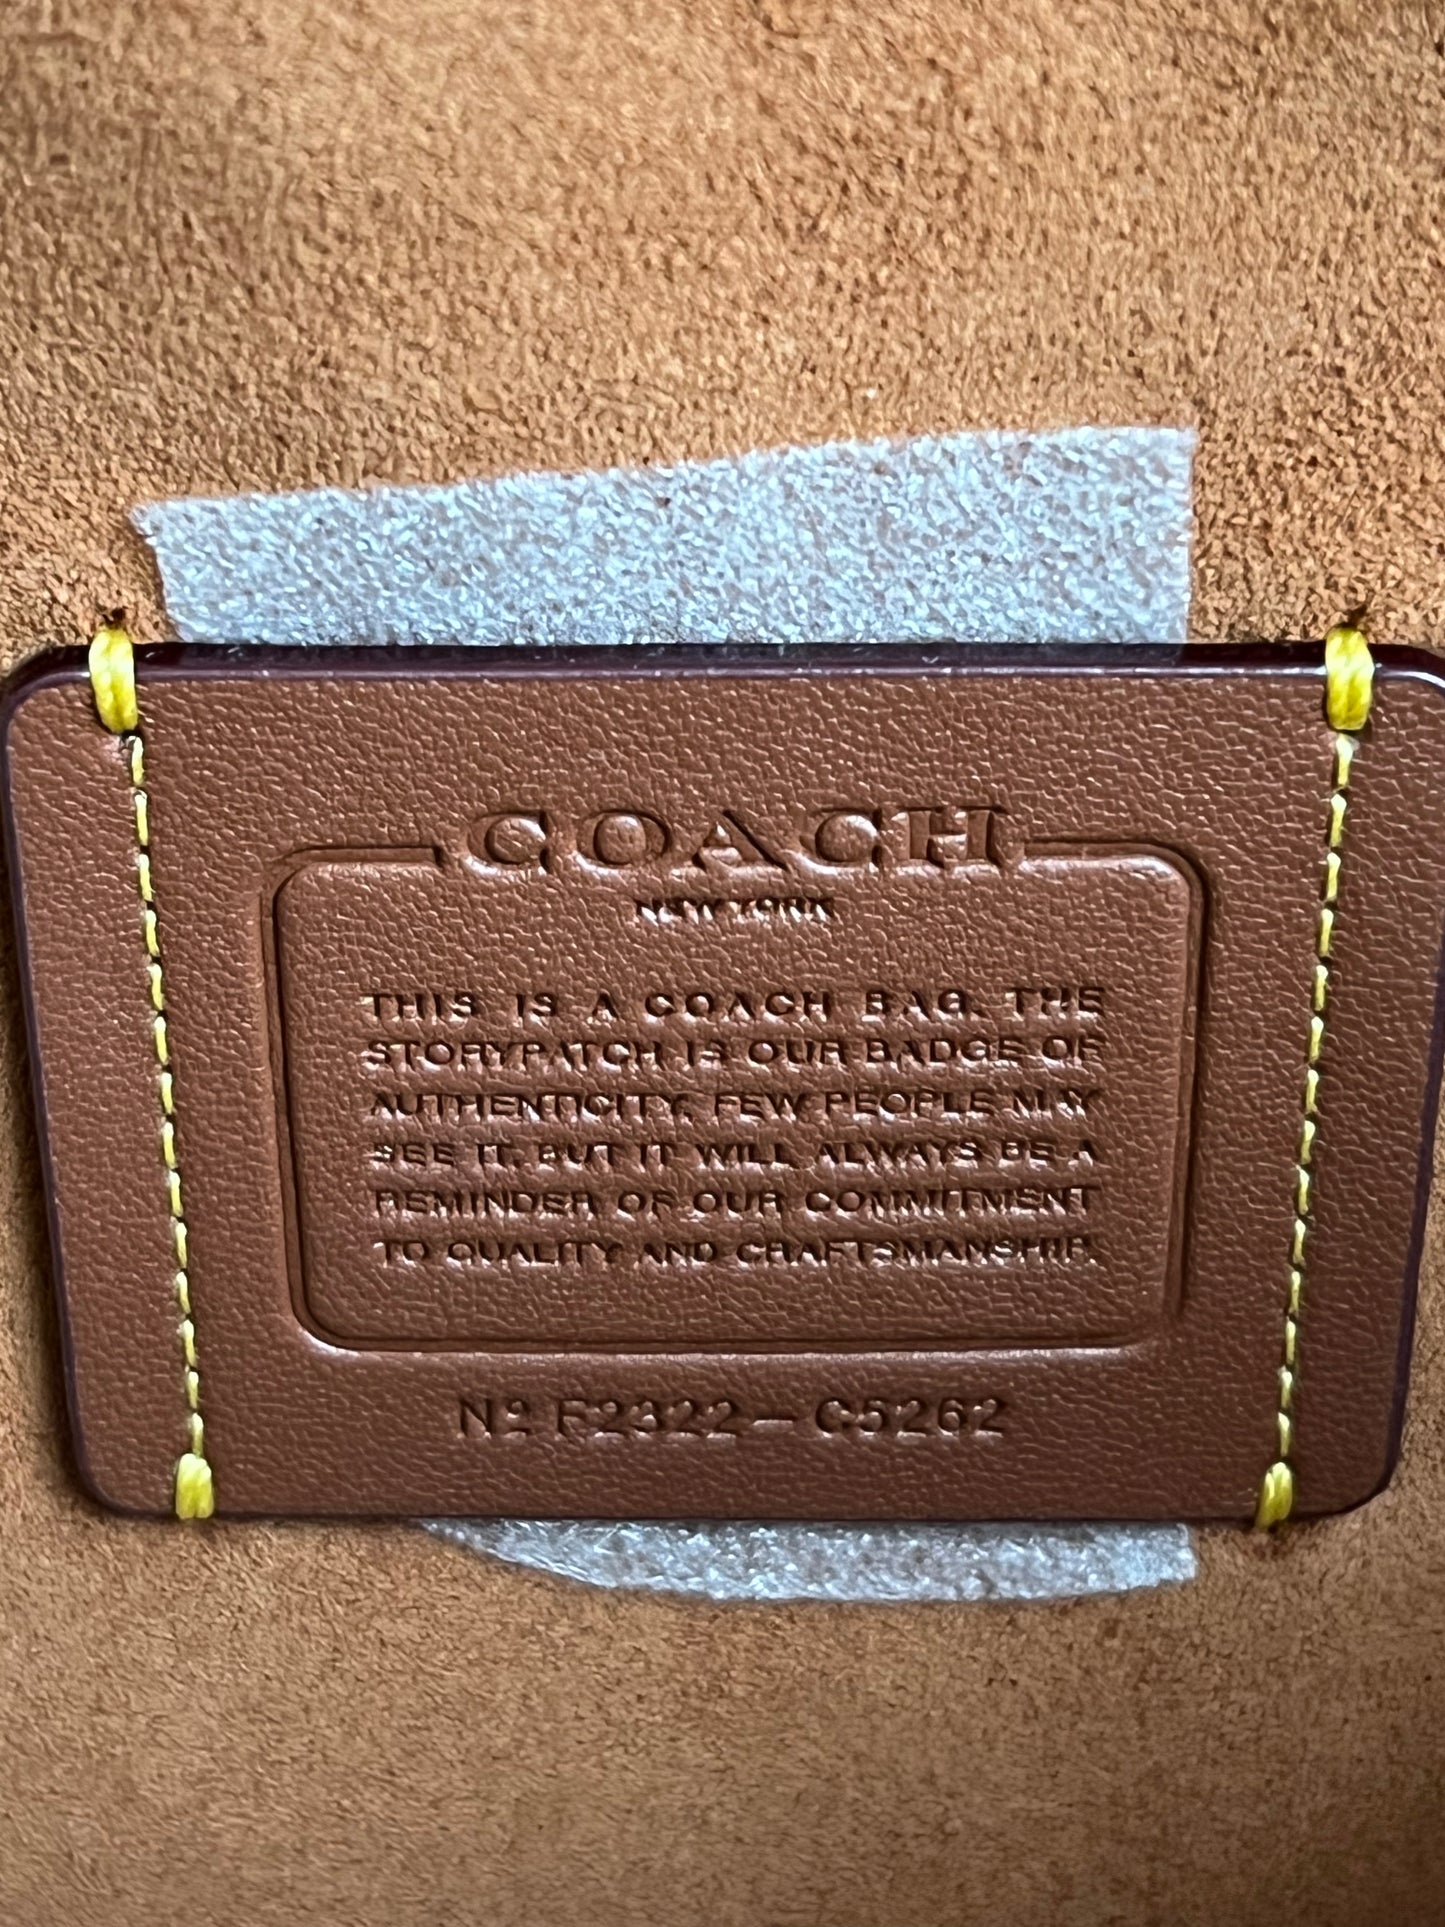 COACH
NEW YORK
THIS IS A COACH BAG. THE
STORYPATCH IS OUR BADGE OF
AUTHENTICITY. FEW PEOPLE MAY
SEE IT, BUT IT WILL ALWAYS BE A
REMINDER OF OUR COMMITMENT
TO QUALITY AND CRAFTSMANSHIP.
Nº F2322-C5262